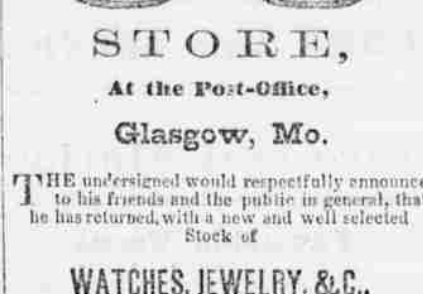 STORE,
At the Post-Office,
Glasgow, Mo.
THE undersigned would respectfully announce
to his friends and the public in general, that
he has returned, with a new and well selected
Stock of
WATCHES, JEWELRY, &C.,